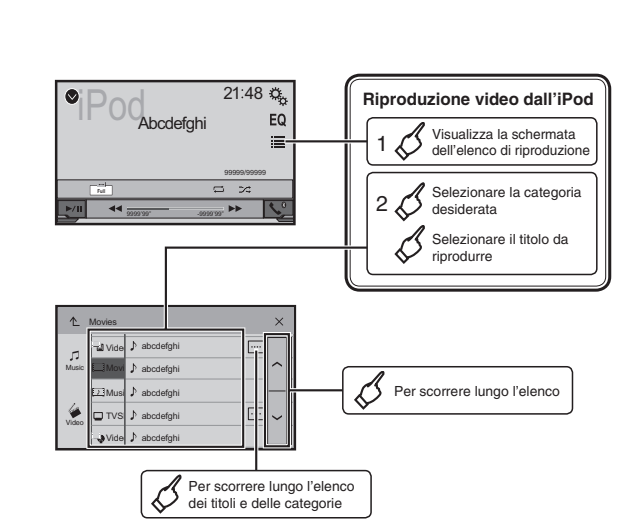 iPod
21:48
Abcdefghi
EQ
99999/99999
Full
9999'99"
-9999'99"
Riproduzione video dall'iPod
1 Visualizza la schermata
dell'elenco di riproduzione
2 Selezionare la categoria
desiderata
Selezionare il titolo da
riprodurre
Movies
Music
Video
Vide abcdefghi
Movi abcdefghi
Musi abcdefghi
TVS abcdefghi
Vide abcdefghi
Per scorrere lungo l'elenco
Per scorrere lungo l'elenco
dei titoli e delle categorie